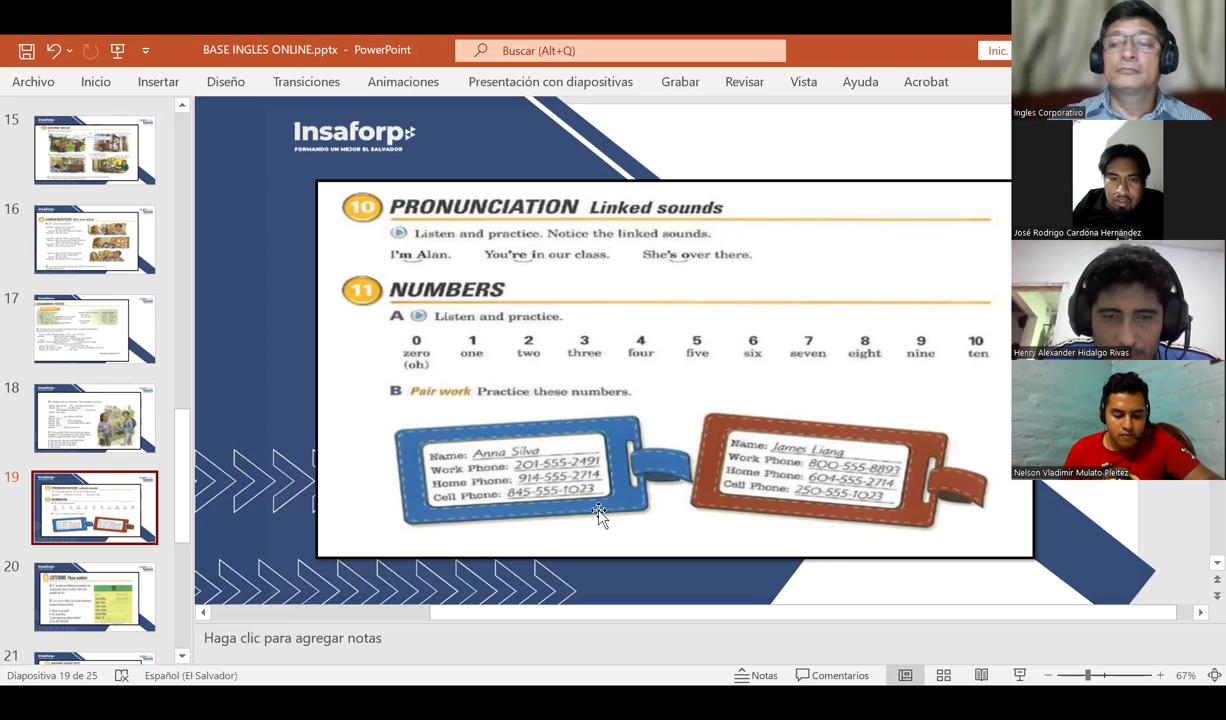 BASE INGLES ONLINE.pptx - PowerPoint
Buscar (Alt+Q)
Inic.
Archivo Inicio Insertar Diseño Transiciones Animaciones Presentación con diapositivas Grabar Revisar Vista Ayuda Acrobat
15
16
17
18
19
20
21
Insaforp
FORMANDO UN MEJOR EL SALVADOR
10 PRONUNCIATION Linked sounds
Listen and practice. Notice the linked sounds.
I'm Alan. You're in our class. She's over there.
11 NUMBERS
A Listen and practice.
0 1 2 3 4 5 6 7 8 9 10
zero one two three four five six seven eight nine ten
(oh)
B Pair work Practice these numbers.
Name: Anna Silva
Work Phone: 201-555-2491
Home Phone: 914-555-2714
Cell Phone: 845-555-1023
Name: James Liang
Work Phone: 800-555-8893
Home Phone: 604-555-2714
Cell Phone: 250-555-1023
Ingles Corporativo
José Rodrigo Cardona Hernández
Henry Alexander Hidalgo Rivas
Nelson Vladimir Mulato Pleitez
Haga clic para agregar notas
Diapositiva 19 de 25 Español (El Salvador) Notas Comentarios 67%